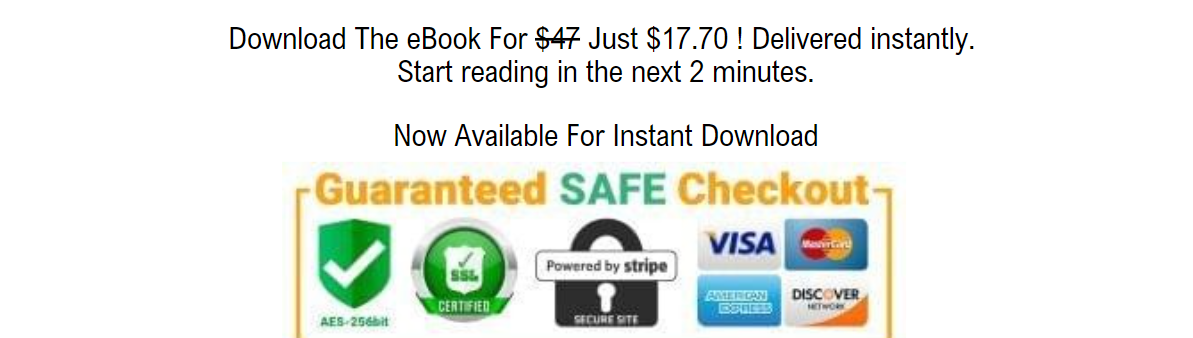 Download The eBook For $47 Just $17.70 ! Delivered instantly.
Start reading in the next 2 minutes.
Now Available For Instant Download
Guaranteed SAFE Checkout
AES-256bit
SSL
CERTIFIED
Powered by stripe
SECURE SITE
VISA
MasterCard
AMERICAN
EXPRESS
DISCOVER
NETWORK